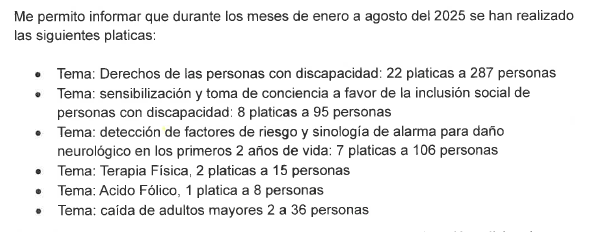 Me permito informar que durante los meses de enero a agosto del 2025 se han realizado
las siguientes platicas:
• Tema: Derechos de las personas con discapacidad: 22 platicas a 287 personas
• Tema: sensibilización y toma de conciencia a favor de la inclusión social de
personas con discapacidad: 8 platicas a 95 personas
• Tema: detección de factores de riesgo y sinología de alarma para daño
neurológico en los primeros 2 años de vida: 7 platicas a 106 personas
• Tema: Terapia Física, 2 platicas a 15 personas
• Tema: Acido Fólico, 1 platica a 8 personas
• Tema: caída de adultos mayores 2 a 36 personas